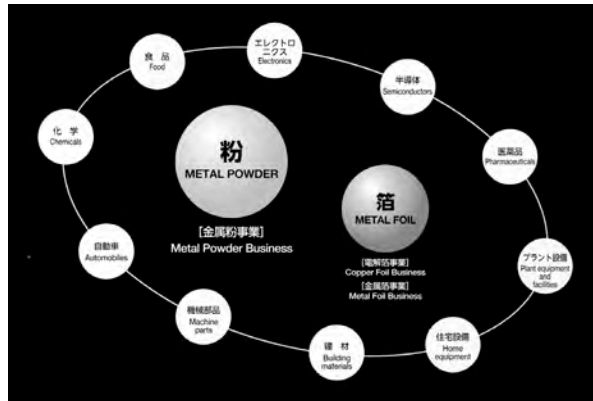 エレクトロ
ニクス
Electronics
食 品
Food
半導体
Semiconductors
化 学
Chemicals
医薬品
Pharmaceuticals
粉
METAL POWDER
[金属粉事業]
Metal Powder Business
箔
METAL FOIL
[電解箔事業]
Copper Foil Business
[金属箔事業]
Metal Foil Business
自動車
Automobiles
プラント設備
Plant equipment
and
facilities
機械部品
Machine
parts
建 材
Building
materials
住宅設備
Home
equipment